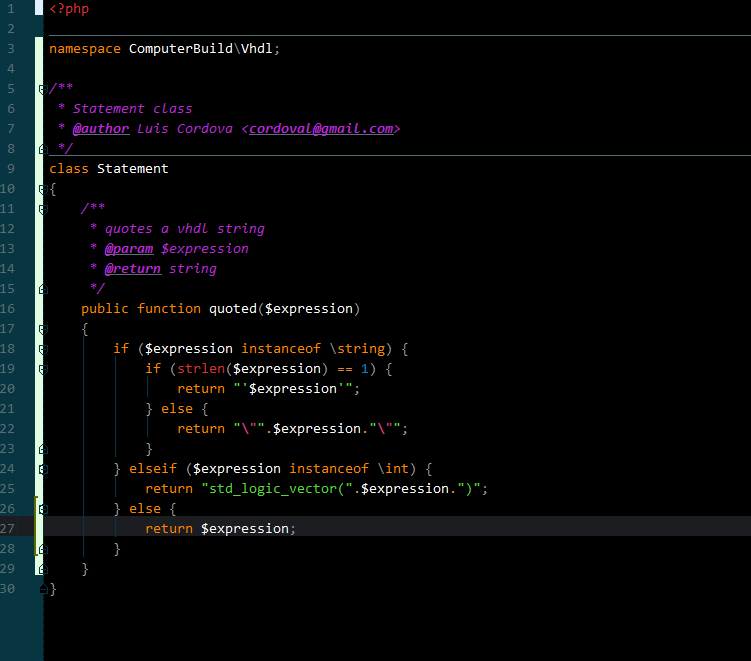 1 <?php
2
3 namespace ComputerBuild\Vhdl;
4
5 /**
6  * Statement class
7  * @author Luis Cordova <cordoval@gmail.com>
8  */
9 class Statement
10 {
11     /**
12      * quotes a vhdl string
13      * @param $expression
14      * @return string
15      */
16     public function quoted($expression)
17     {
18         if ($expression instanceof \string) {
19             if (strlen($expression) == 1) {
20                 return "'$expression'";
21             } else {
22                 return "\"".$expression."\"";
23             }
24         } elseif ($expression instanceof \int) {
25             return "std_logic_vector(".$expression.")";
26         } else {
27             return $expression;
28         }
29     }
30 }